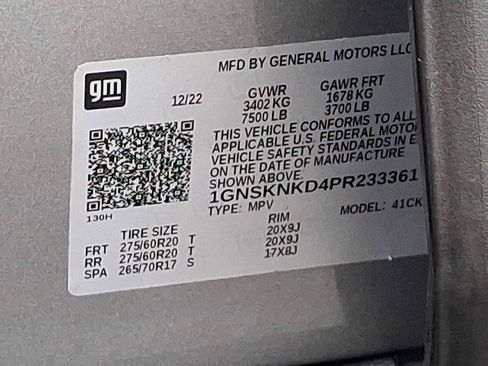 gm
MFD BY GENERAL MOTORS LLC
12/22
GVWR GAWR FRT
3402 KG 1678 KG
7500 LB 3700 LB
THIS VEHICLE CONFORMS TO ALL
APPLICABLE U.S. FEDERAL MOTO
VEHICLE SAFETY STANDARDS IN E
ON THE DATE OF MANUFACTURE
SHOWN ABOVE.
1GNSKNKD4PR233361
TYPE: MPV MODEL: 41CK
130H
TIRE SIZE RIM
FRT 275/60R20 T 20X9J
RR 275/60R20 T 20X9J
SPA 265/70R17 S 17X8J